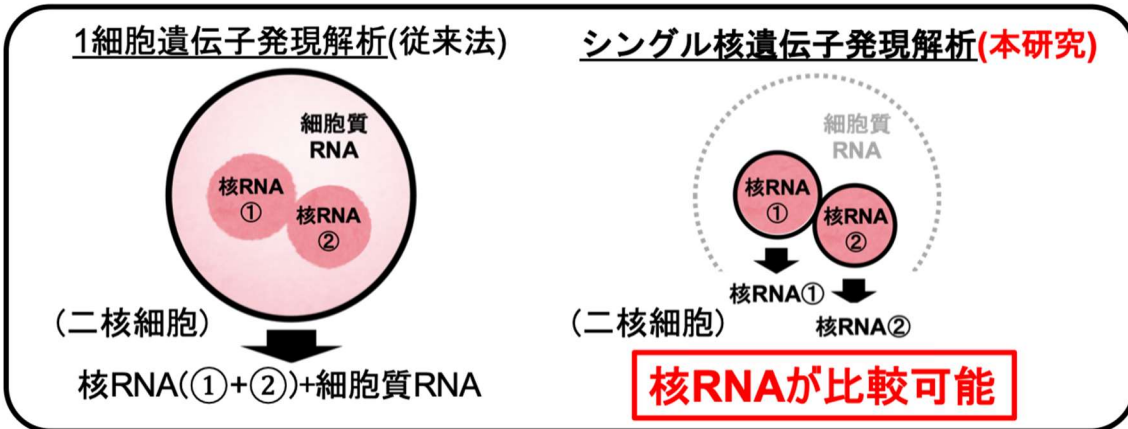 1細胞遺伝子発現解析(従来法)
細胞質
RNA
核RNA
①
核RNA
②
(二核細胞)
核RNA(①+②)+細胞質RNA
シングル核遺伝子発現解析(本研究)
細胞質
RNA
核RNA
①
核RNA
②
核RNA①
核RNA②
(二核細胞)
核RNAが比較可能